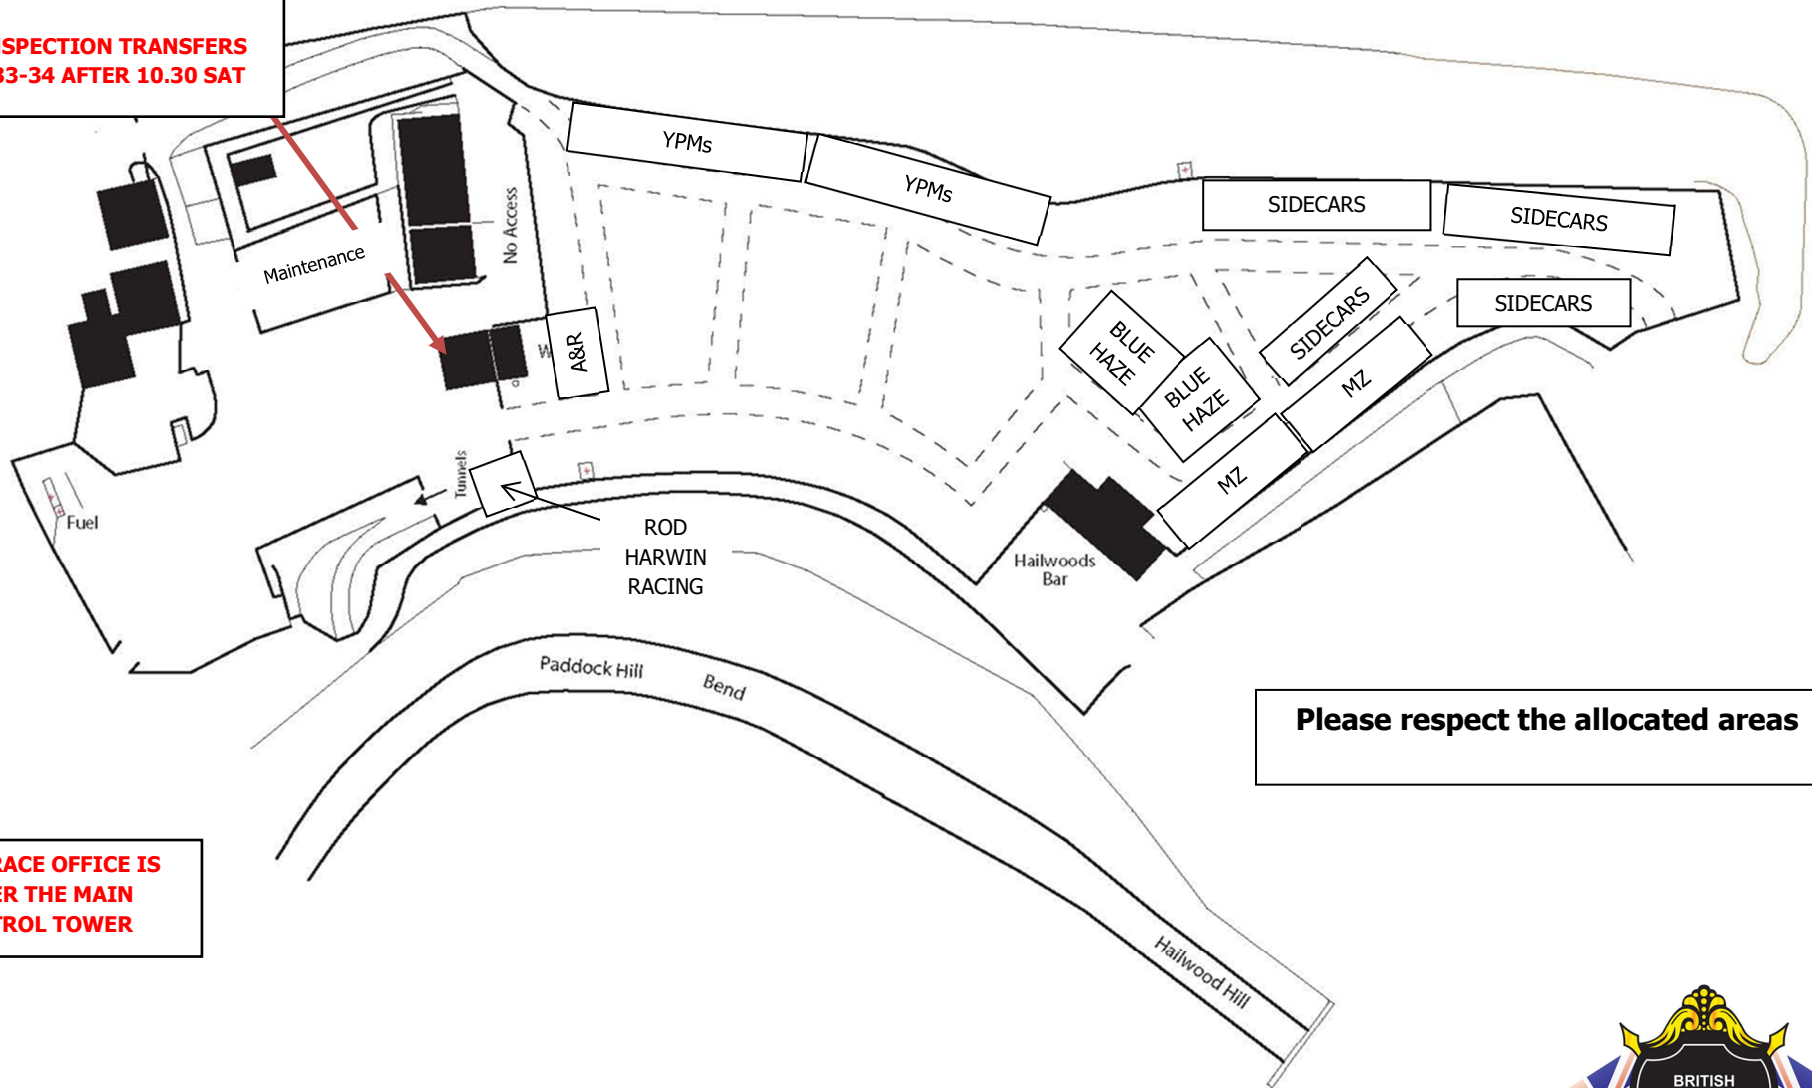 NSPECTION TRANSFERS
33-34 AFTER 10.30 SAT
YPMs
YPMs
SIDECARS
SIDECARS
SIDECARS
SIDECARS
No Access
Maintenance
A&R
W
BLUE
HAZE
BLUE
HAZE
MZ
MZ
Tunnels
Fuel
ROD
HARWIN
RACING
Hailwoods
Bar
Paddock Hill Bend
Please respect the allocated areas
RACE OFFICE IS
ER THE MAIN
TROL TOWER
Hailwood Hill
BRITISH